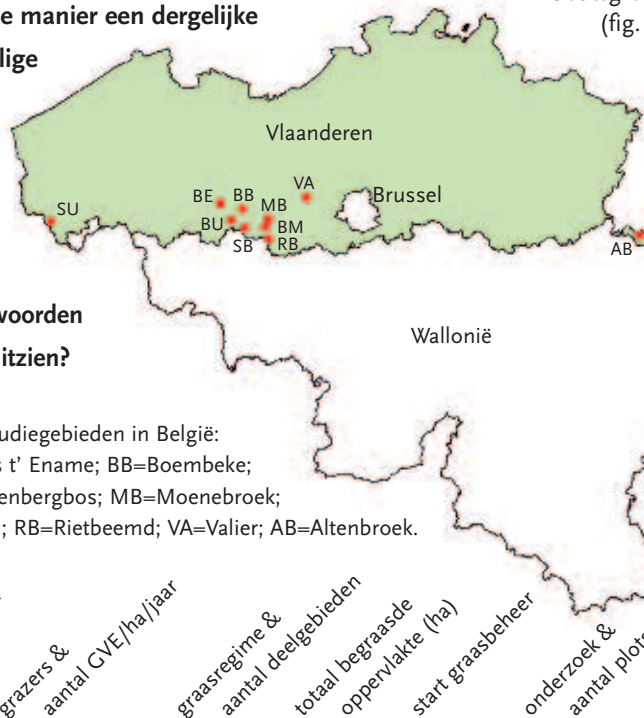 e manier een dergelijke
lige
(fig.
Vlaanderen
Brussel
SU
BE
BB
VA
MB
BU
BM
SB
RB
AB
Wallonië
woorden
itzien?
udiegebieden in België:
t' Ename; BB=Boembeke;
enbergbos; MB=Moenebroek;
; RB=Rietbeemd; VA=Valier; AB=Altenbroek.
grazers &
aantal GVE/ha/jaar
graasregime &
aantal deelgebieden
totaal begraasde
oppervlakte (ha)
start graasbeheer
onderzoek &
aantal plot